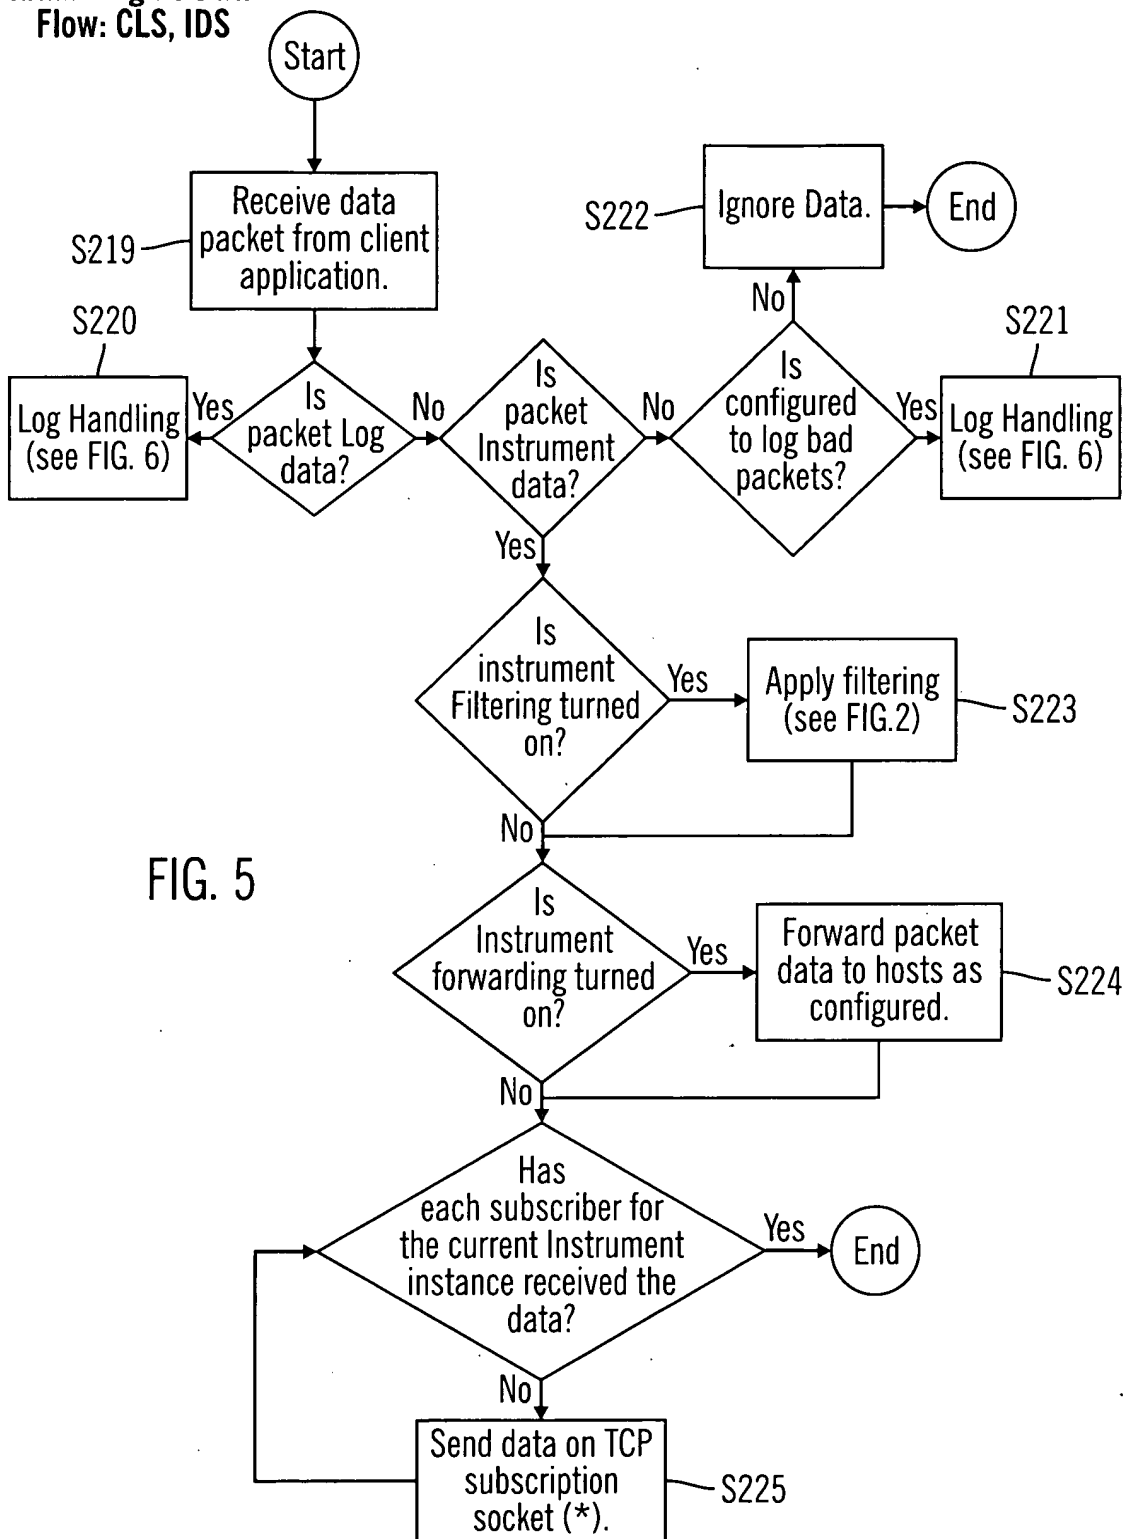 Flow: CLS, IDS
Start
Receive data
packet from client
application.
S219
Ignore Data.
S222
End
No
S220
S221
Log Handling
(see FIG. 6)
Yes
Is
packet Log
data?
No
Is
packet
Instrument
data?
No
Is
configured
to log bad
packets?
Yes
Log Handling
(see FIG. 6)
Yes
Is
instrument
Filtering turned
on?
Yes
Apply filtering
(see FIG.2)
S223
No
FIG. 5
Is
Instrument
forwarding turned
on?
Yes
Forward packet
data to hosts as
configured.
S224
No
Has
each subscriber for
the current Instrument
instance received the
data?
Yes
End
No
Send data on TCP
subscription
socket (*).
S225